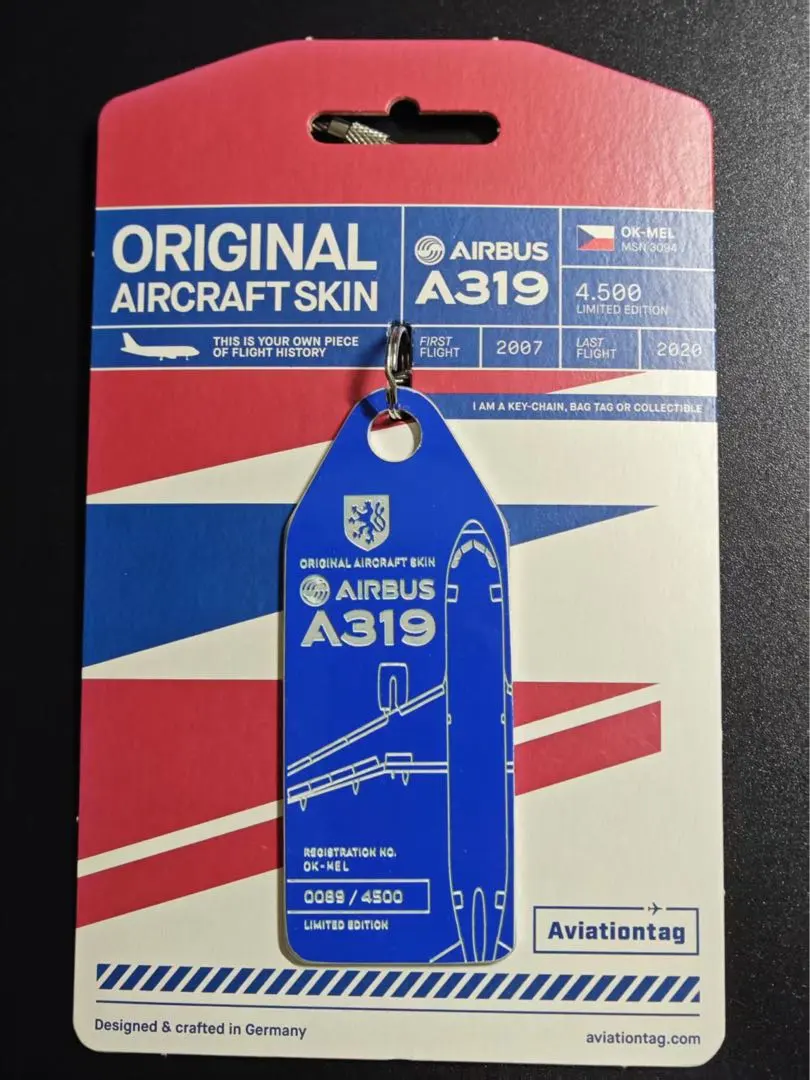 ORIGINAL
AIRCRAFT SKIN
AIRBUS
A319
OK-MEL
MSN 3094
4.500
LIMITED EDITION
THIS IS YOUR OWN PIECE
OF FLIGHT HISTORY
FIRST
FLIGHT
2007
LAST
FLIGHT
2020
I AM A KEY-CHAIN, BAG TAG OR COLLECTIBLE
ORIGINAL AIRCRAFT SKIN
AIRBUS
A319
REGISTRATION NO.
OK-MEL
0089 / 4500
LIMITED EDITION
Aviationtag
Designed & crafted in Germany
aviationtag.com